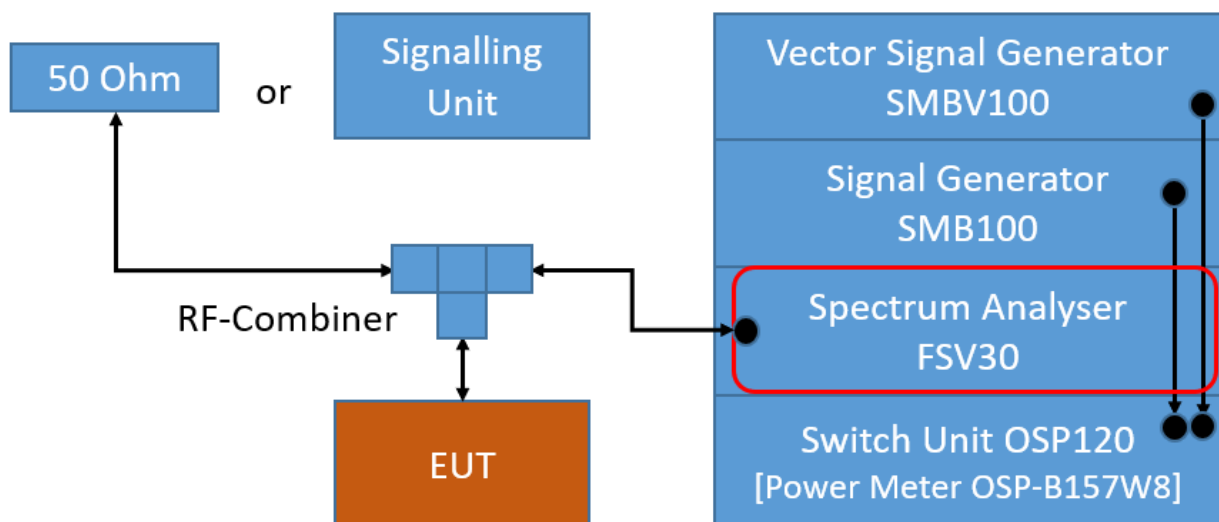 50 Ohm
or
Signalling
Unit
Vector Signal Generator
SMBV100
Signal Generator
SMB100
RF-Combiner
Spectrum Analyser
FSV30
EUT
Switch Unit OSP120
[Power Meter OSP-B157W8]